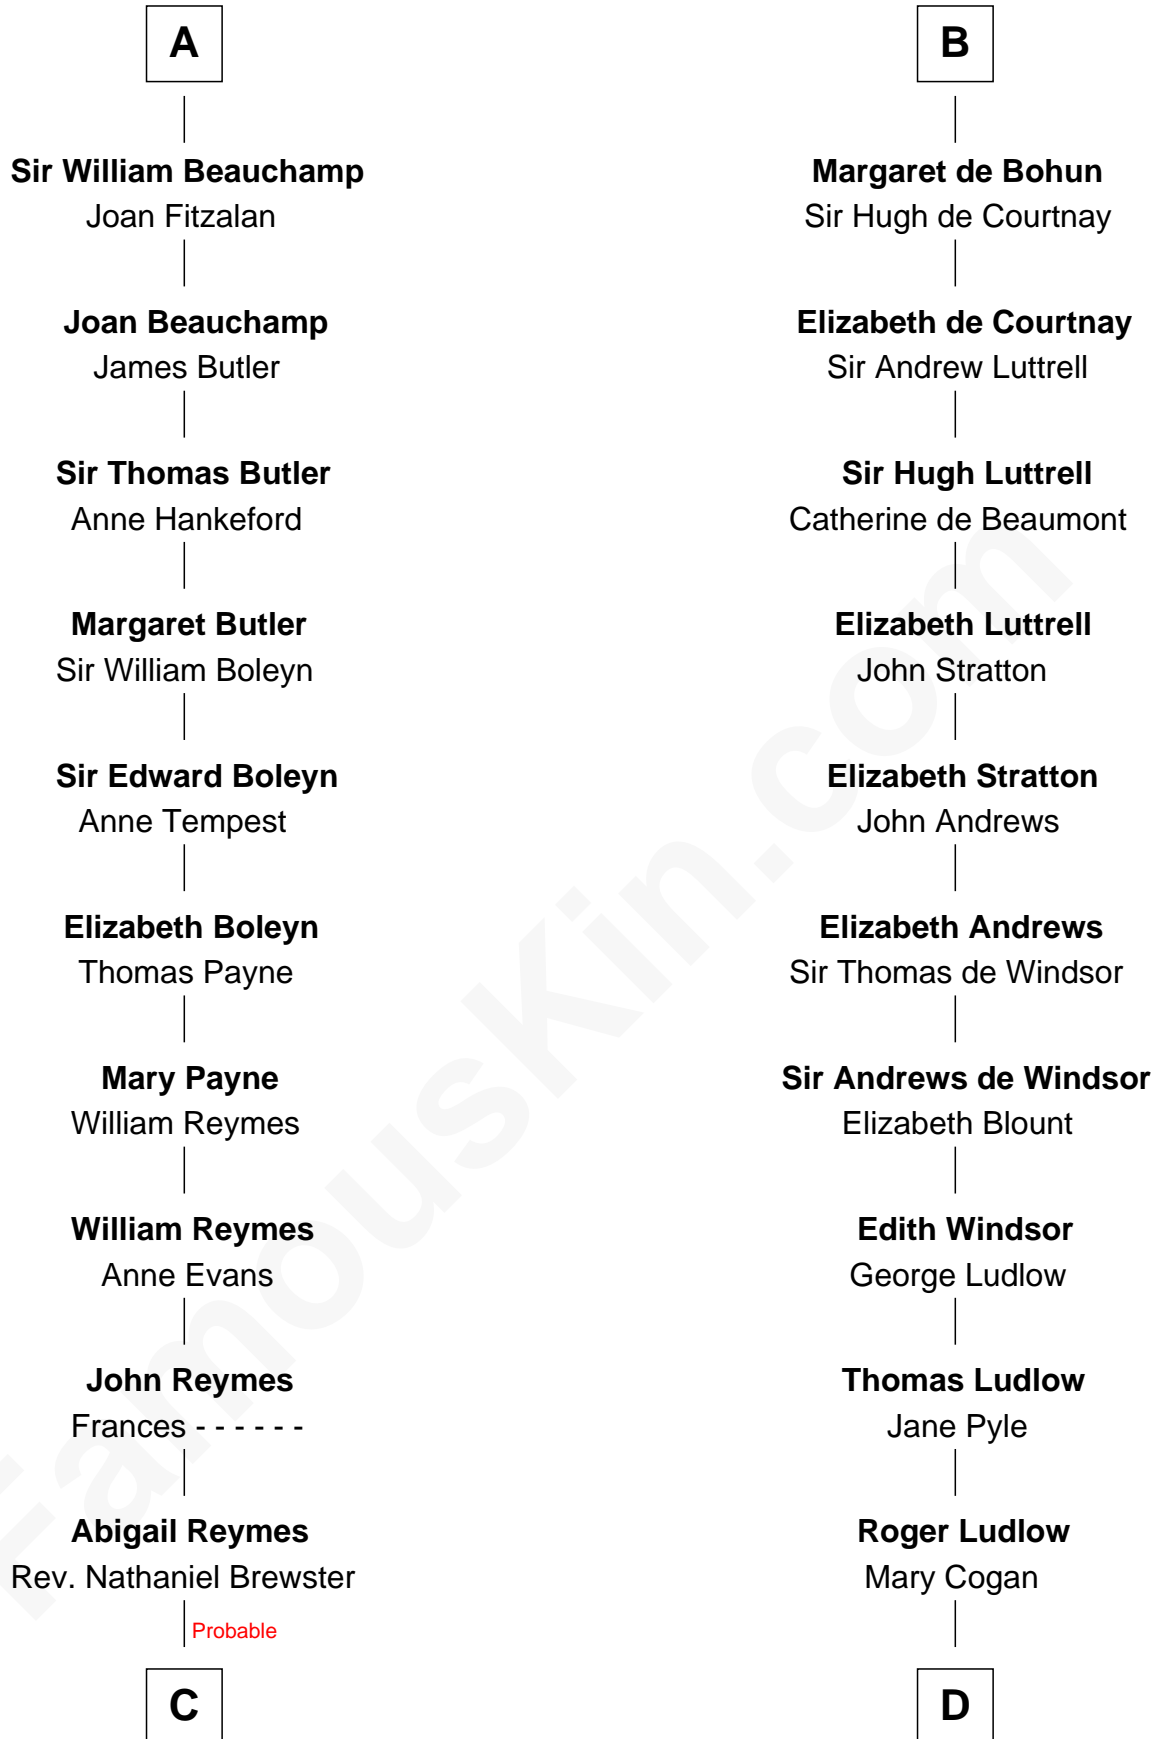 A
Sir William Beauchamp
Joan Fitzalan
Joan Beauchamp
James Butler
Sir Thomas Butler
Anne Hankeford
Margaret Butler
Sir William Boleyn
Sir Edward Boleyn
Anne Tempest
Elizabeth Boleyn
Thomas Payne
Mary Payne
William Reymes
William Reymes
Anne Evans
John Reymes
Frances - - - - - -
Abigail Reymes
Rev. Nathaniel Brewster
Probable
C
B
Margaret de Bohun
Sir Hugh de Courtnay
Elizabeth de Courtnay
Sir Andrew Luttrell
Sir Hugh Luttrell
Catherine de Beaumont
Elizabeth Luttrell
John Stratton
Elizabeth Stratton
John Andrews
Elizabeth Andrews
Sir Thomas de Windsor
Sir Andrews de Windsor
Elizabeth Blount
Edith Windsor
George Ludlow
Thomas Ludlow
Jane Pyle
Roger Ludlow
Mary Cogan
D
FamousKin.com